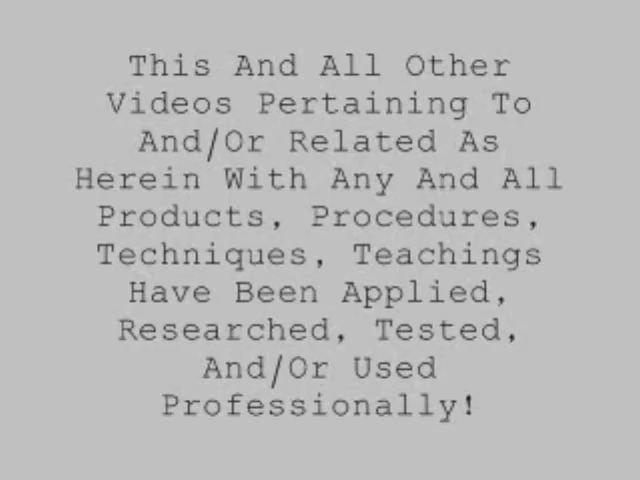 This And All Other
Videos Pertaining To
And/Or Related As
Herein With Any And All
Products, Procedures,
Techniques, Teachings
Have Been Applied,
Researched, Tested,
And/Or Used
Professionally!